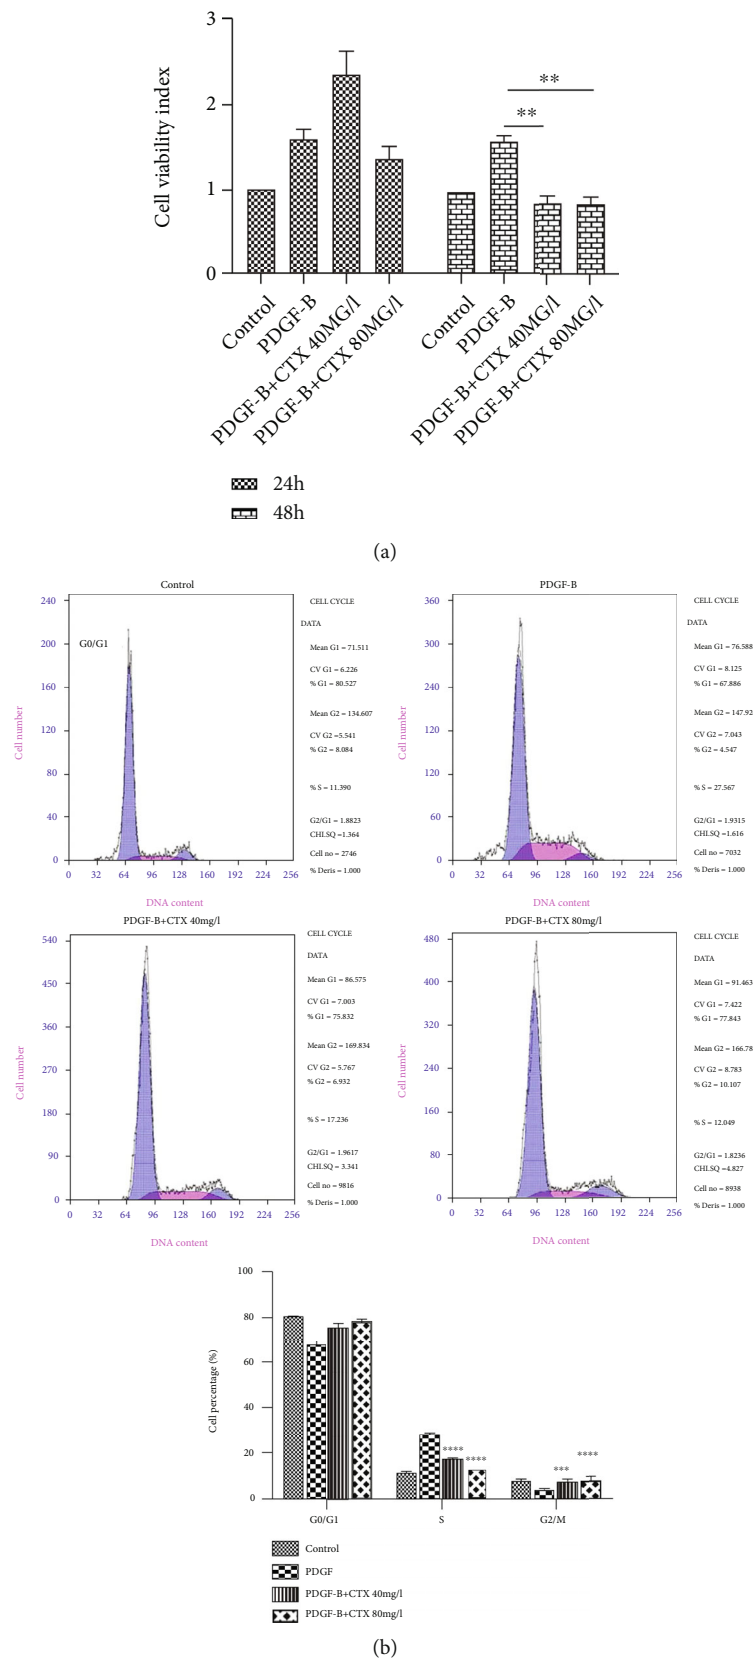 3
2
1
0
Cell viability index
**
**
Control
PDGF-B
PDGF-B+CTX 40MG/l
PDGF-B+CTX 80MG/l
Control
PDGF-B
PDGF-B+CTX 40MG/l
PDGF-B+CTX 80MG/l
24h
48h
(a)
Control
240
200
160
120
80
40
0
Cell number
G0/G1
0 32 64 96 128 160 192 224 256
DNA content
CELL CYCLE
DATA
Mean G1 = 71.511
CV G1 = 6.226
% G1 = 80.527
Mean G2 = 134.607
CV G2 =5.541
% G2 = 8.084
% S = 11.390
G2/G1 = 1.8823
CHI.SQ =1.364
Cell no = 2746
% Deris = 1.000
PDGF-B
360
300
240
120
120
60
0
Cell number
0 32 64 96 128 160 192 224 256
DNA content
CELL CYCLE
DATA
Mean G1 = 76.588
CV G1 = 8.125
% G1 = 67.886
Mean G2 = 147.92
CV G2 = 7.043
% G2 = 4.547
% S = 27.567
G2/G1 = 1.9315
CHI.SQ =1.616
Cell no = 7032
% Deris = 1.000
PDGF-B+CTX 40mg/l
540
450
360
270
180
90
0
Cell number
0 32 64 96 128 160 192 224 256
DNA content
CELL CYCLE
DATA
Mean G1 = 86.575
CV G1 = 7.003
% G1 = 75.832
Mean G2 = 169.834
CV G2 = 5.767
% G2 = 6.932
% S = 17.236
G2/G1 = 1.9617
CHI.SQ = 3.341
Cell no = 9816
% Deris = 1.000
PDGF-B+CTX 80mg/l
480
400
320
240
160
80
0
Cell number
0 32 64 96 128 160 192 224 256
DNA content
CELL CYCLE
DATA
Mean G1 = 91.463
CV G1 = 7.422
% G1 = 77.843
Mean G2 = 166.78
CV G2 = 8.783
% G2 = 10.107
% S = 12.049
G2/G1 = 1.8236
CHI.SQ =4.827
Cell no = 8938
% Deris = 1.000
100
80
60
40
20
0
Cell percentage (%)
**** ****
*** ****
G0/G1 S G2/M
Control
PDGF
PDGF-B+CTX 40mg/l
PDGF-B+CTX 80mg/l
(b)